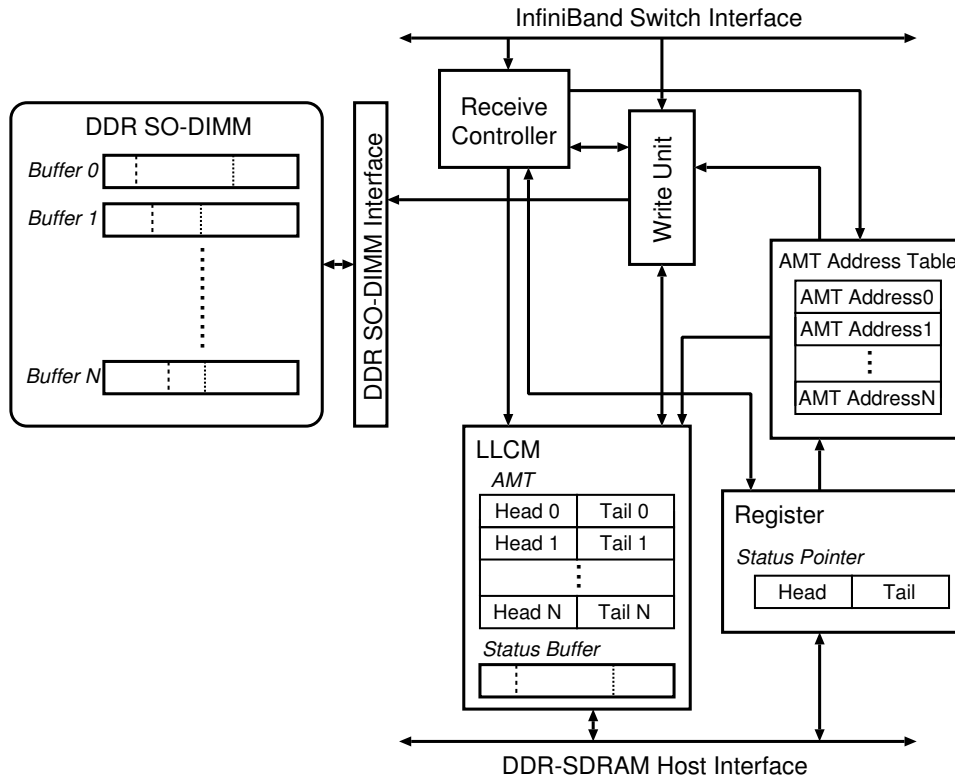 InfiniBand Switch Interface
Receive
Controller
Write Unit
DDR SO-DIMM
Buffer 0
Buffer 1
Buffer N
DDR SO-DIMM Interface
AMT Address Table
AMT Address0
AMT Address1
AMT AddressN
LLCM
AMT
Head 0 Tail 0
Head 1 Tail 1
Head N Tail N
Status Buffer
Register
Status Pointer
Head Tail
DDR-SDRAM Host Interface